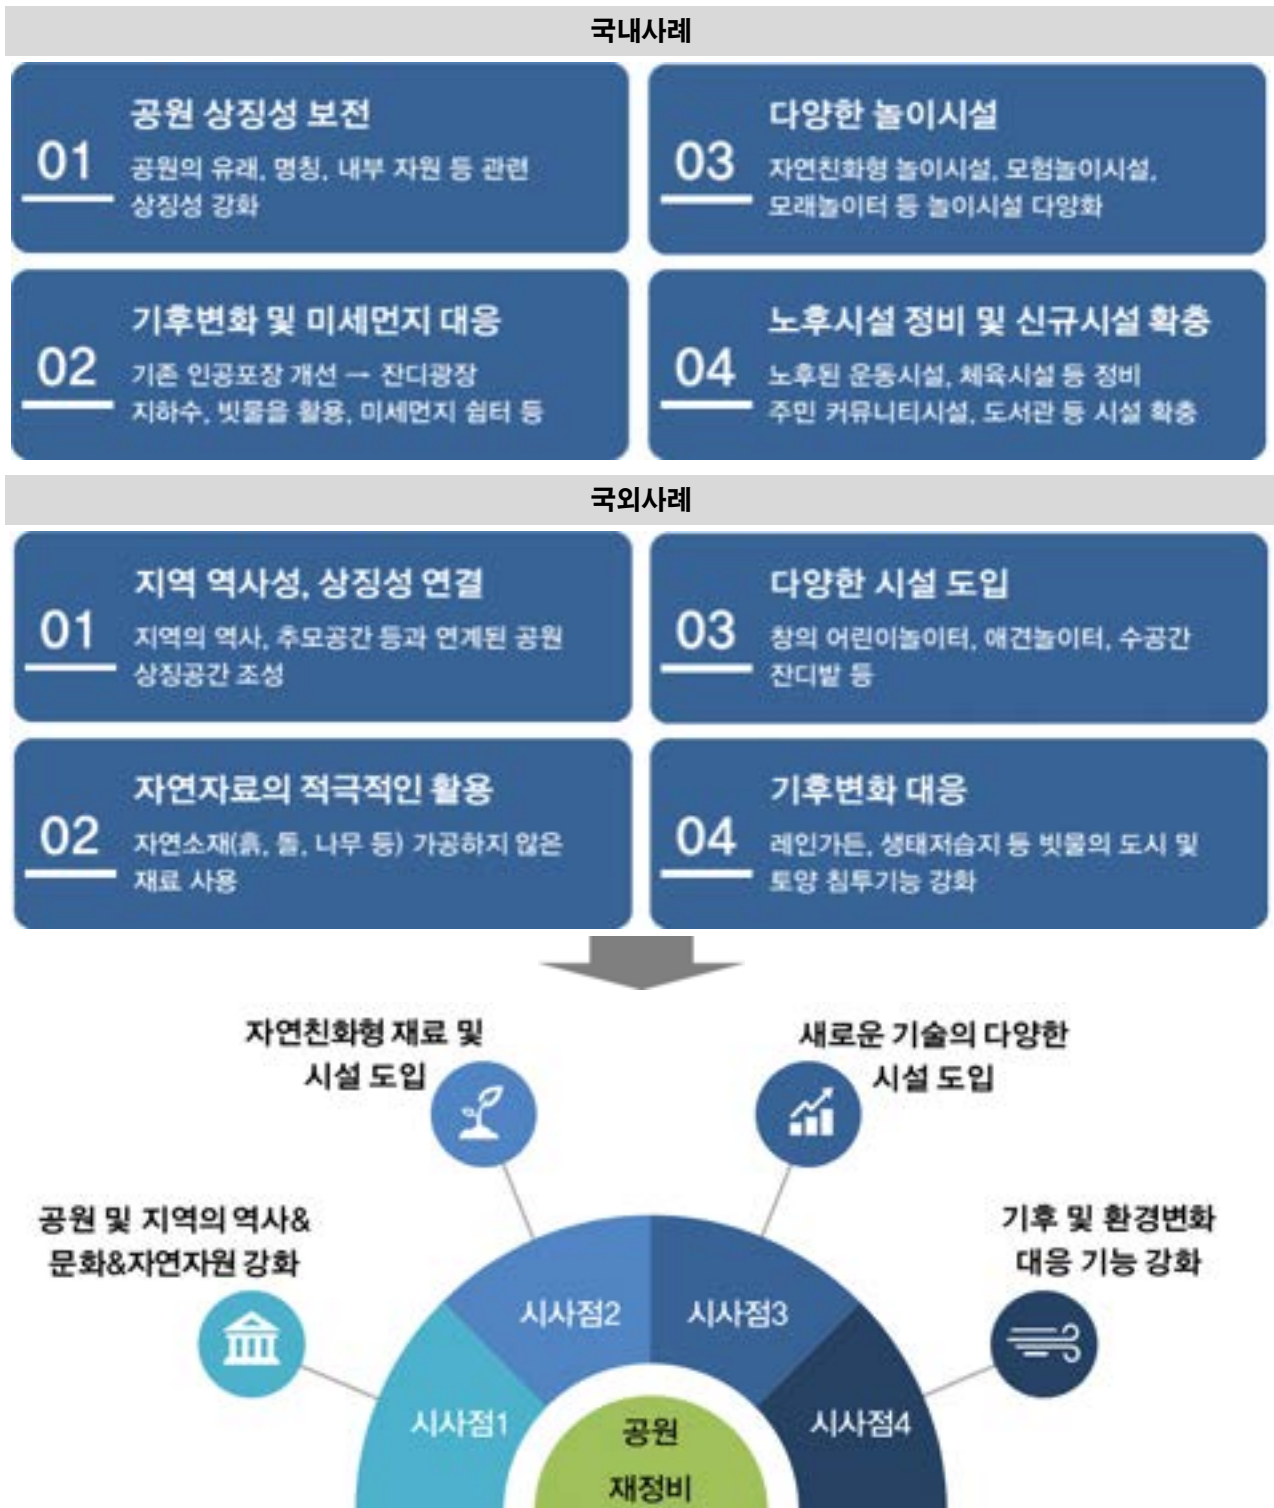 국내사례
01
공원 상징성 보전
공원의 유래, 명칭, 내부 자원 등 관련
상징성 강화
03
다양한 놀이시설
자연친화형 놀이시설, 모험놀이시설,
모래놀이터 등 놀이시설 다양화
02
기후변화 및 미세먼지 대응
기존 인공포장 개선 → 잔디광장
지하수, 빗물을 활용, 미세먼지 쉼터 등
04
노후시설 정비 및 신규시설 확충
노후된 운동시설, 체육시설 등 정비
주민 커뮤니티시설, 도서관 등 시설 확충
국외사례
01
지역 역사성, 상징성 연결
지역의 역사, 추모공간 등과 연계된 공원
상징공간 조성
03
다양한 시설 도입
창의 어린이놀이터, 애견놀이터, 수공간
잔디밭 등
02
자연자료의 적극적인 활용
자연소재(흙, 돌, 나무 등) 가공하지 않은
재료 사용
04
기후변화 대응
레인가든, 생태저습지 등 빗물의 도시 및
토양 침투기능 강화
자연친화형 재료 및
시설 도입
새로운 기술의 다양한
시설 도입
공원 및 지역의 역사&
문화&자연자원 강화
기후 및 환경변화
대응 기능 강화
시사점2
시사점3
시사점1
시사점4
공원
재정비